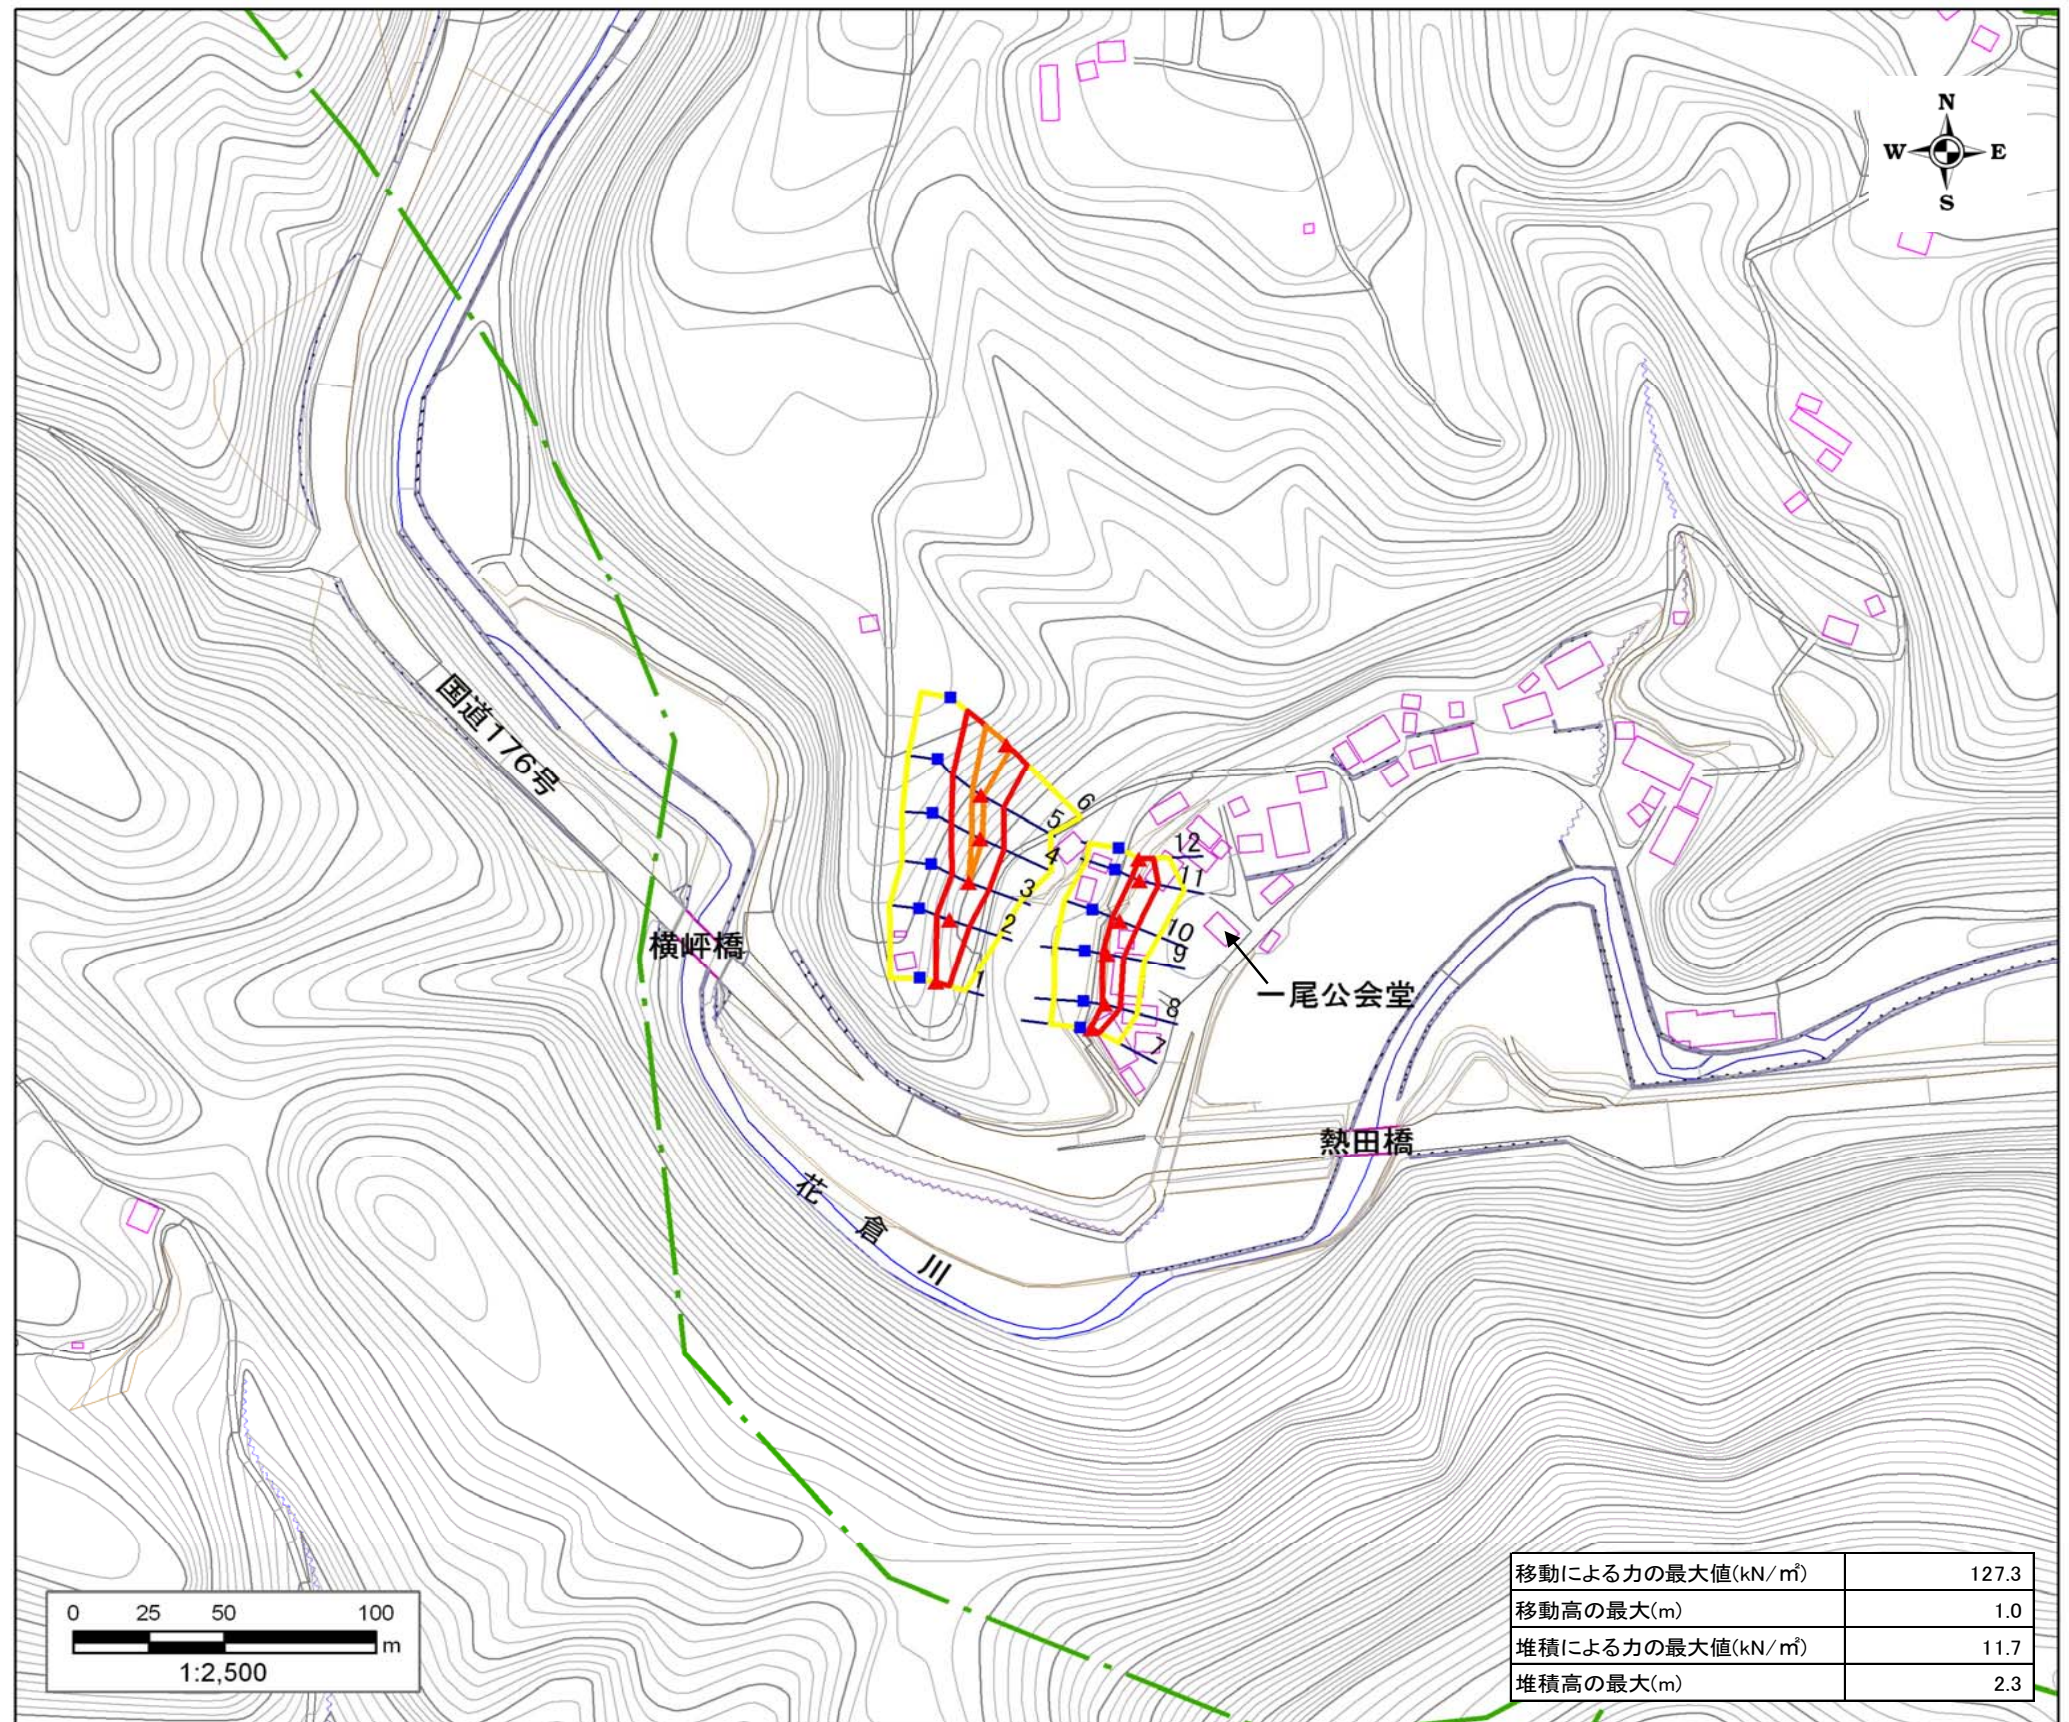 N
W E
S
国道176号
6
5
4
3
2
1
12
11
10
9
8
7
横岼橋
一尾公会堂
熱田橋
花倉川
移動による力の最大値(kN/㎡) 127.3
移動高の最大(m) 1.0
堆積による力の最大値(kN/㎡) 11.7
堆積高の最大(m) 2.3
0 25 50 100
m
1:2,500